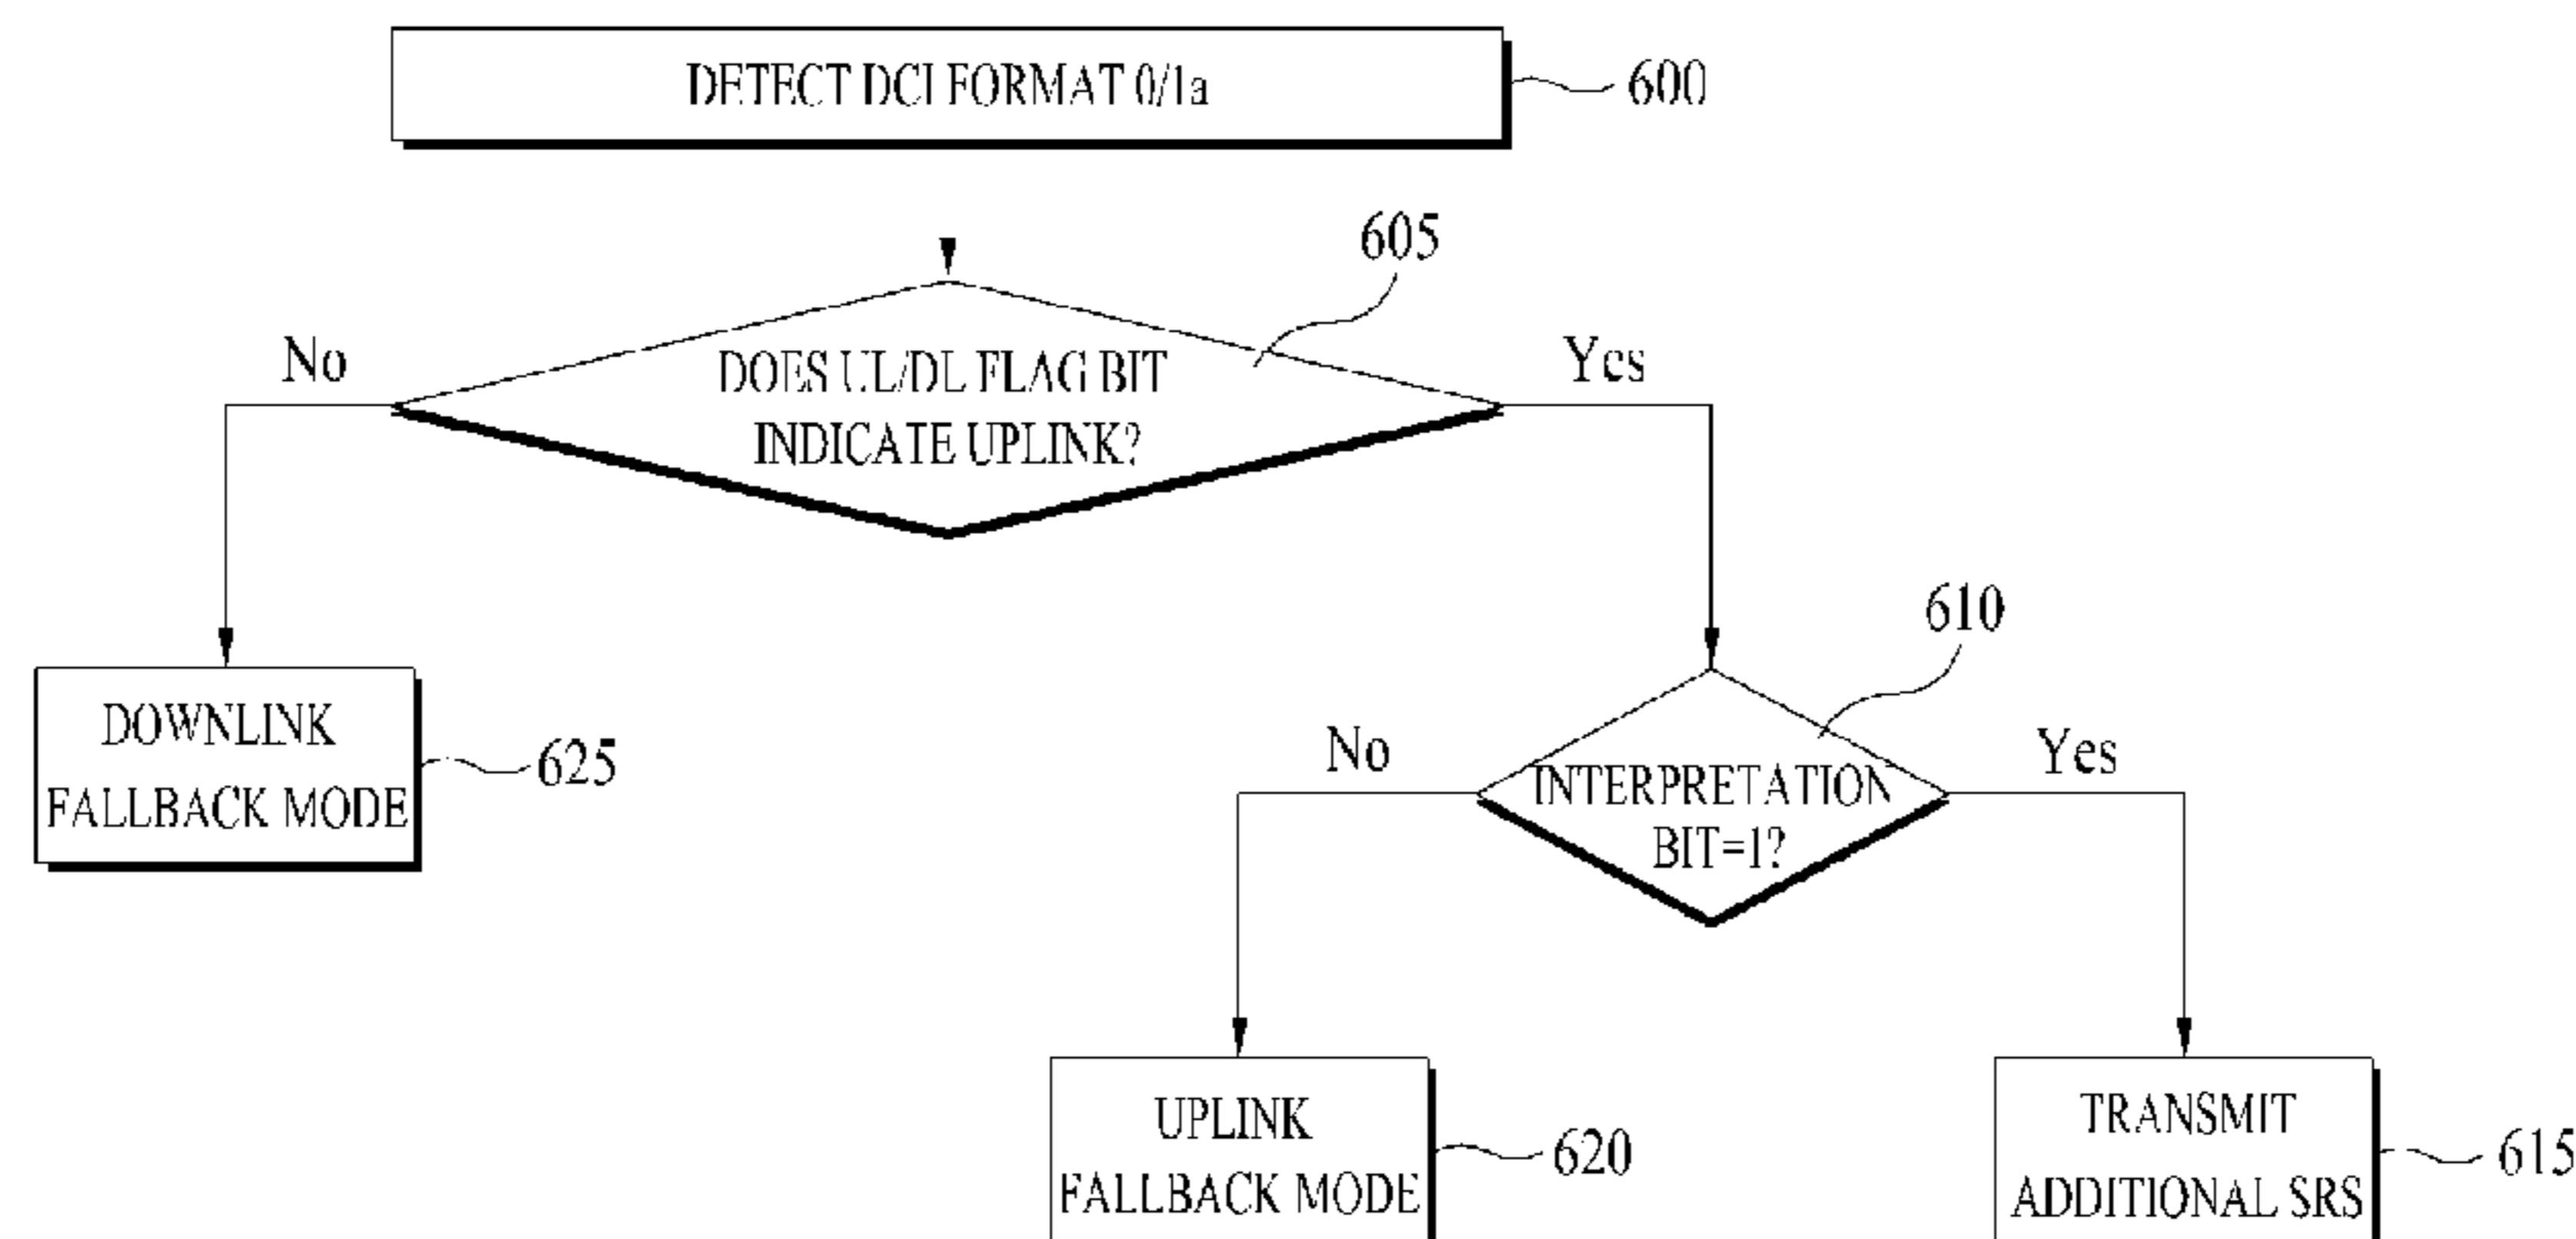 DETECT DCI FORMAT 0/1a
600
605
No
Yes
DOES UL/DL FLAG BIT
INDICATE UPLINK?
610
DOWNLINK
FALLBACK MODE
625
No
Yes
INTERPRETATION
BIT=1?
UPLINK
FALLBACK MODE
620
TRANSMIT
ADDITIONAL SRS
615